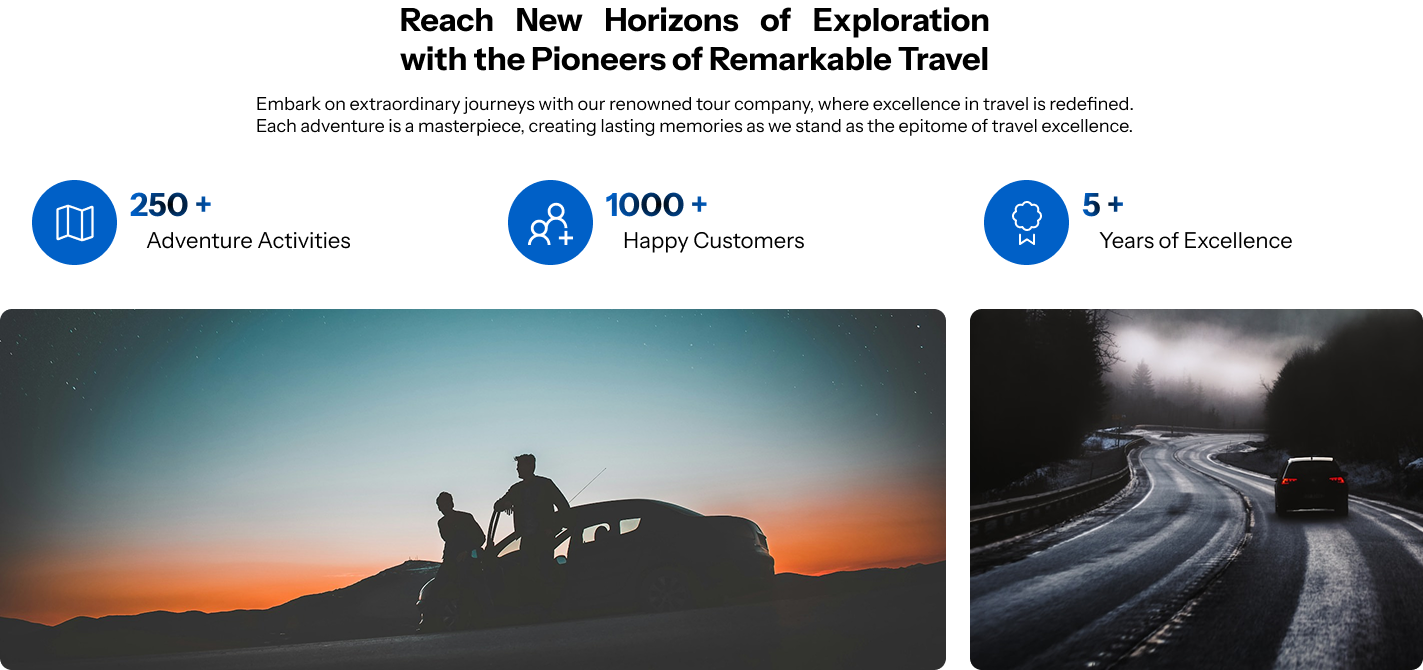 Reach New Horizons of Exploration
with the Pioneers of Remarkable Travel
Embark on extraordinary journeys with our renowned tour company, where excellence in travel is redefined.
Each adventure is a masterpiece, creating lasting memories as we stand as the epitome of travel excellence.
250 +
Adventure Activities
1000 +
Happy Customers
5 +
Years of Excellence